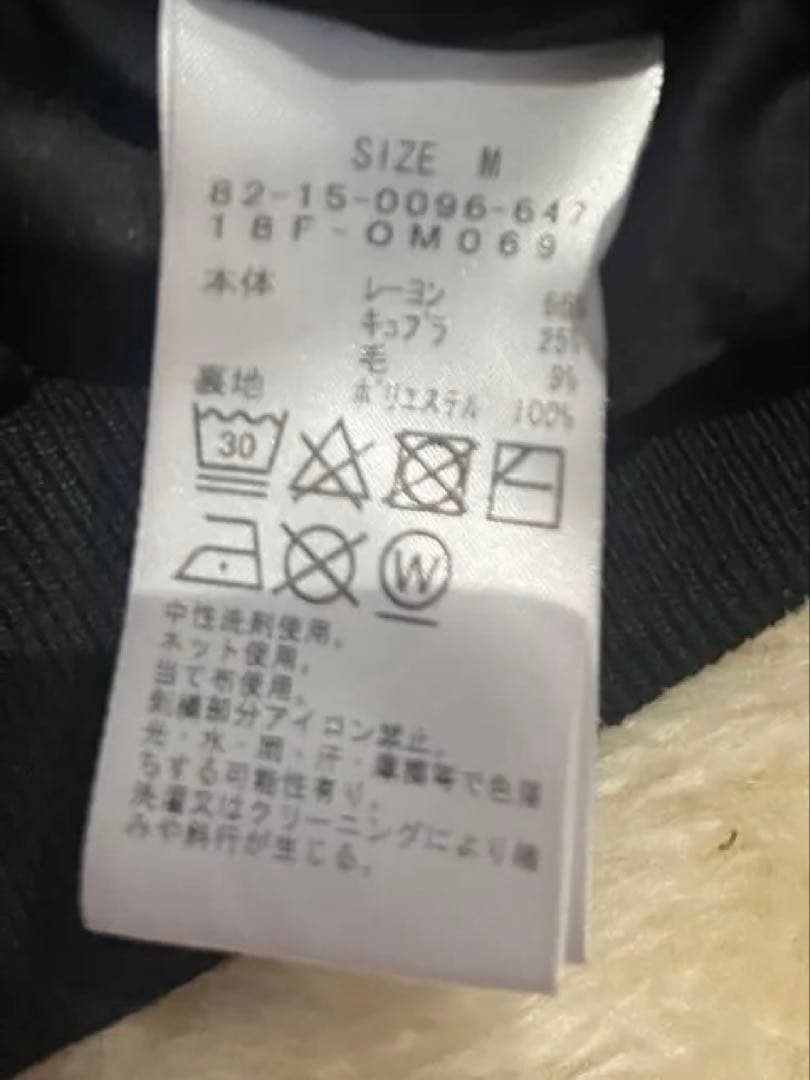 SIZE M
82-15-0096-647
18F-OM069
本体 レーヨン 66%
キュプラ 25%
毛 9%
裏地 ポリエステル 100%
30
W
中性洗剤使用。
ネット使用。
当て布使用。
刺繍部分アイロン禁止。
光・水・雨・汗・摩擦等で色落
ちする可能性有り。
洗濯又はクリーニングにより縮
みや斜行が生じる。